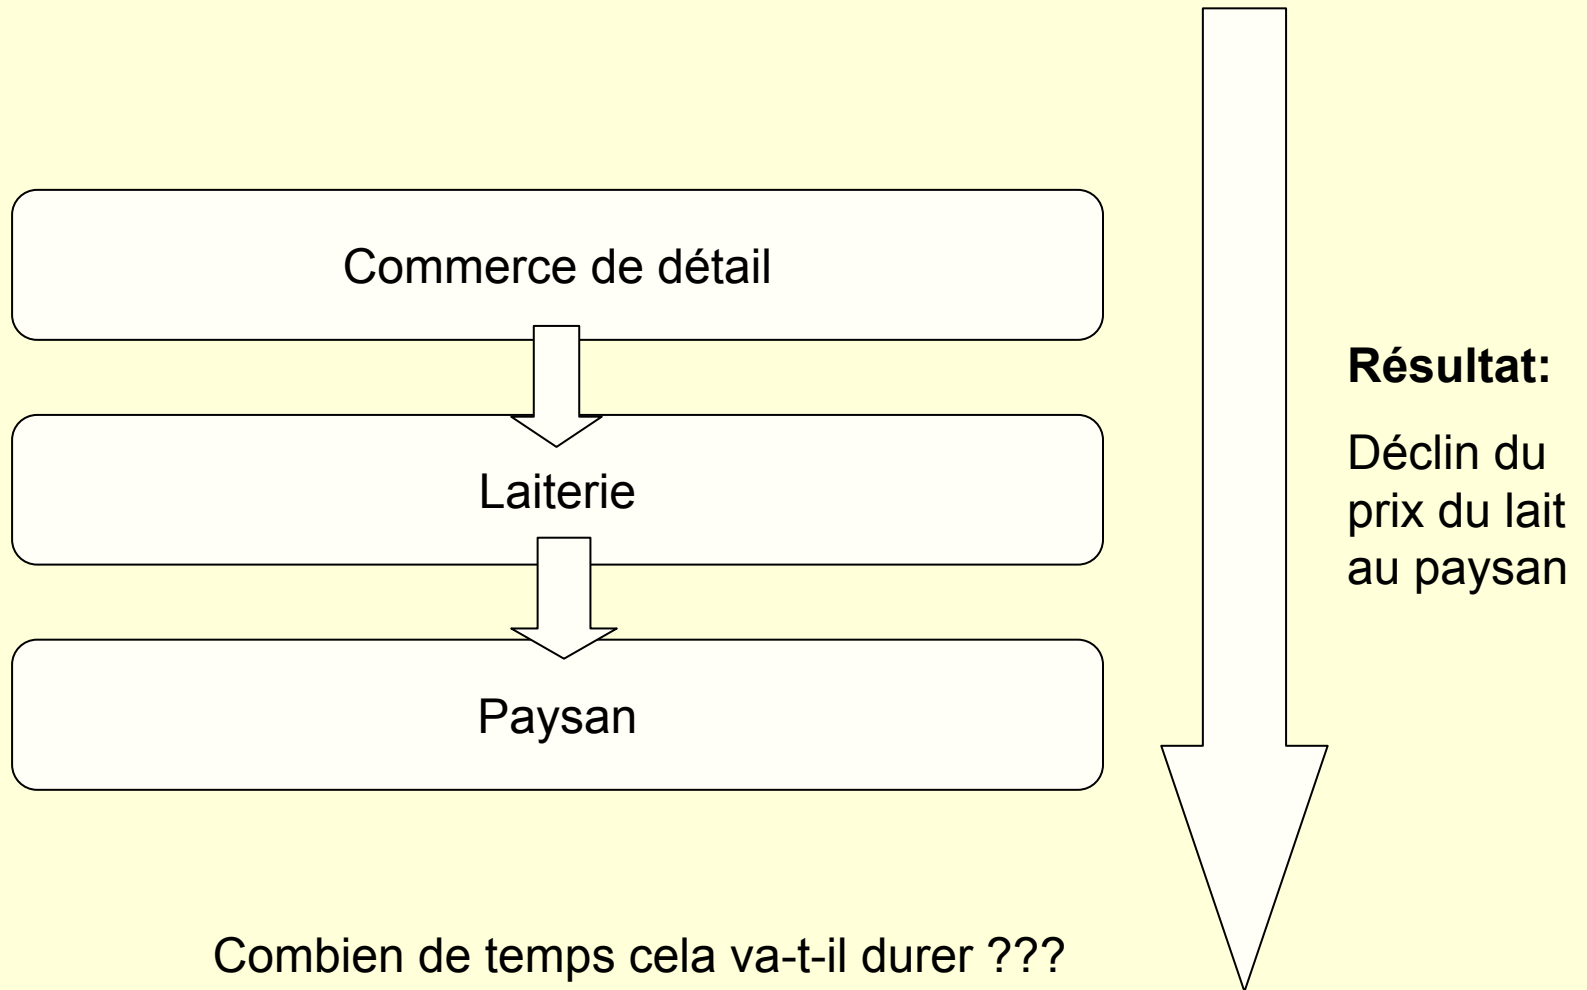 Commerce de détail
Laiterie
Paysan
Résultat:
Déclin du
prix du lait
au paysan
Combien de temps cela va-t-il durer ???